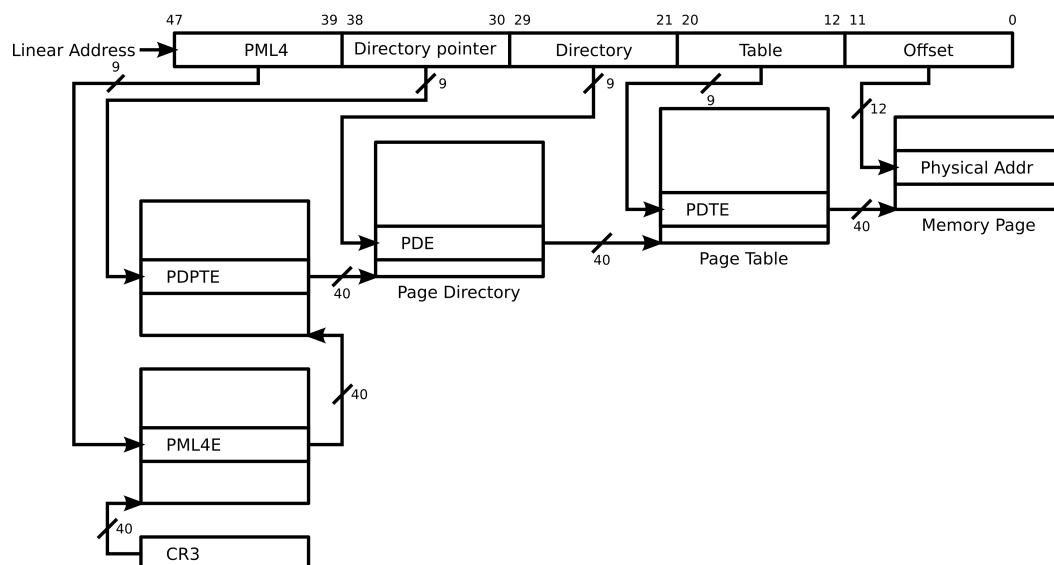 47 39 38 30 29 21 20 12 11 0
Linear Address PML4 Directory pointer Directory Table Offset
9 9 9 9 12
Physical Addr
PDTE
40
Memory Page
PDE
40
Page Table
PDPTE
40
Page Directory
40
PML4E
40
CR3